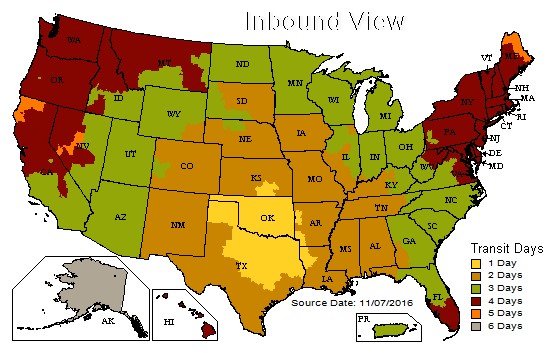 Inbound View
WA
OR
MT
ID
ND
MN
WI
MI
SD
WY
NE
IA
NV
UT
CO
KS
MO
IL
IN
OH
KY
WV
PA
NY
VT
ME
NH
MA
RI
CT
NJ
DE
MD
VA
NC
TN
SC
CA
AZ
NM
OK
AR
TX
LA
MS
AL
GA
FL
Transit Days
1 Day
2 Days
3 Days
4 Days
5 Days
6 Days
Source Date: 11/07/2016
AK
HI
PR